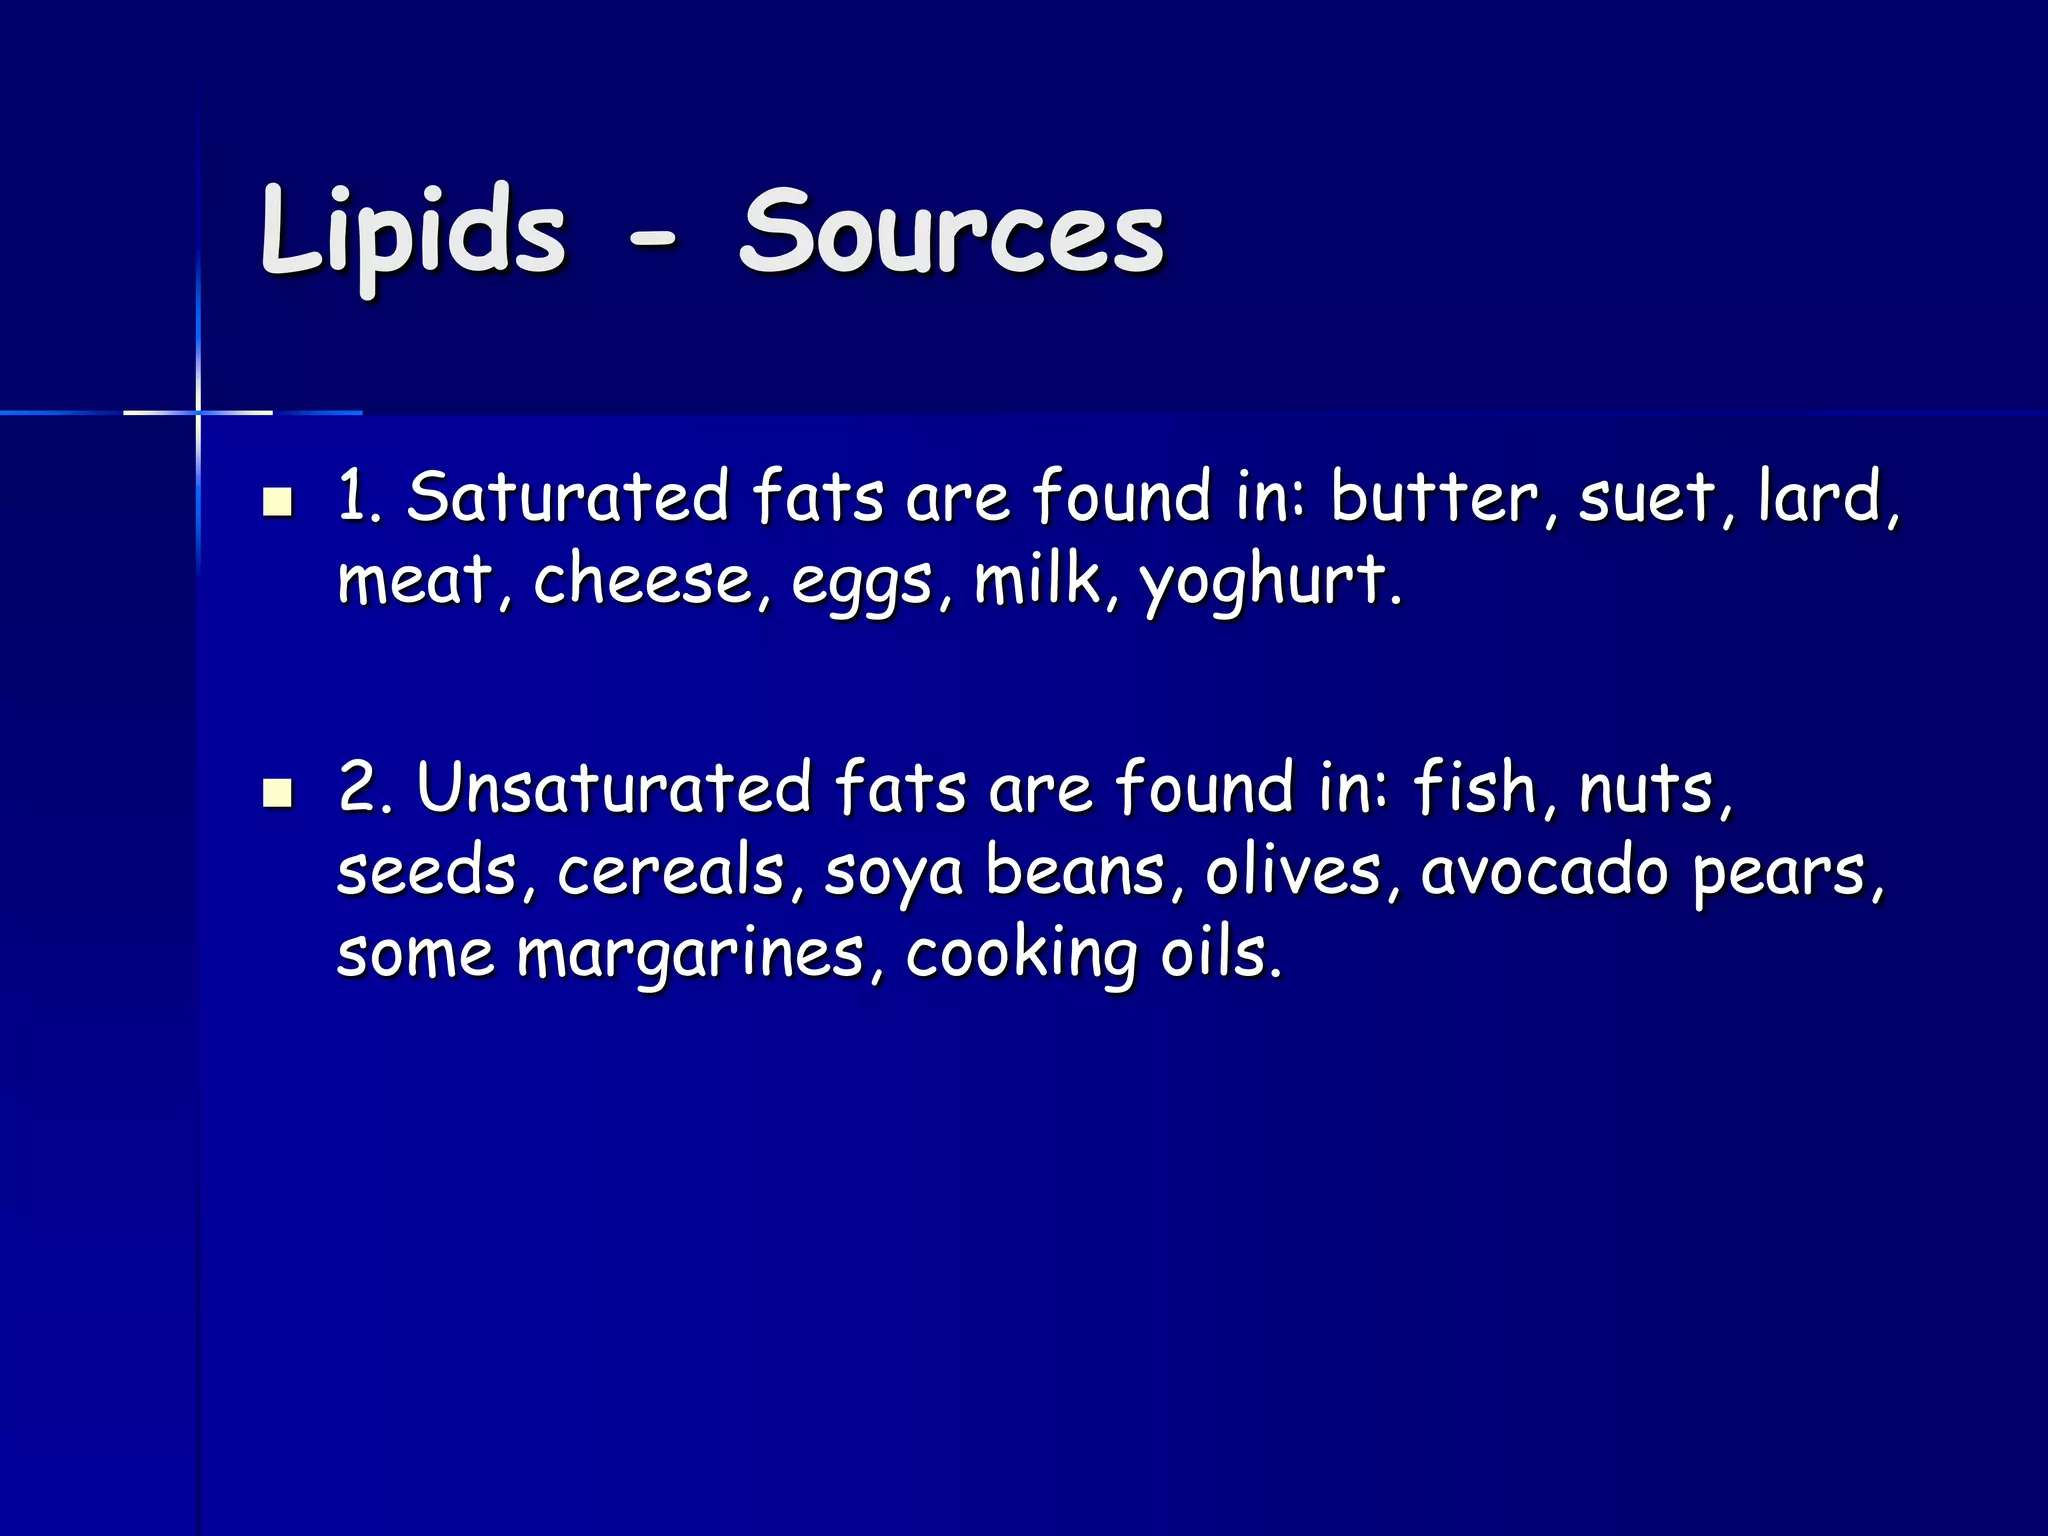 Lipids - Sources
1. Saturated fats are found in: butter, suet, lard,
meat, cheese, eggs, milk, yoghurt.
2. Unsaturated fats are found in: fish, nuts,
seeds, cereals, soya beans, olives, avocado pears,
some margarines, cooking oils.